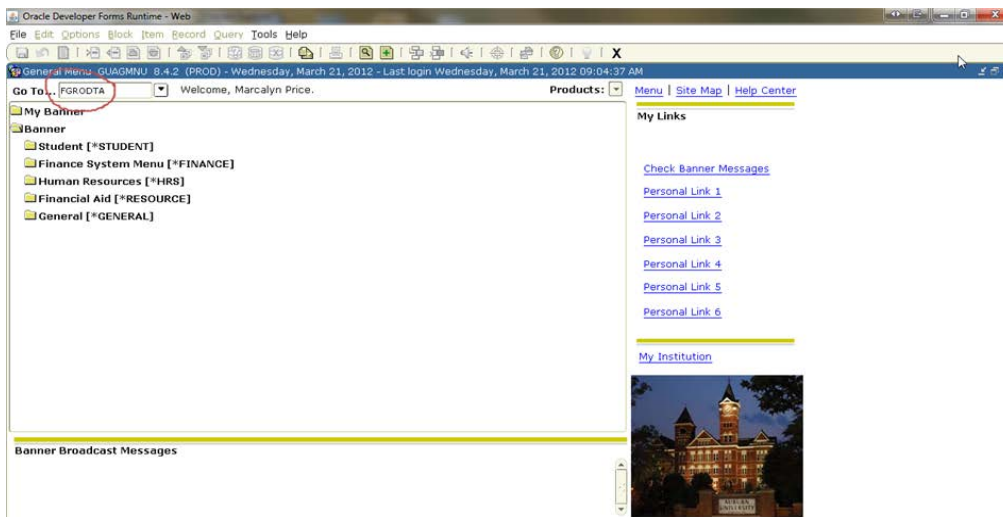 Oracle Developer Forms Runtime - Web
File Edit Options Block Item Record Query Tools Help
General Menu GUAGMNU 8.4.2 (PROD) - Wednesday, March 21, 2012 - Last login Wednesday, March 21, 2012 09:04:37 AM
Go To... FGRODTA Welcome, Marcalyn Price. Products: Menu | Site Map | Help Center
My Banner
Banner
Student [*STUDENT]
Finance System Menu [*FINANCE]
Human Resources [*HRS]
Financial Aid [*RESOURCE]
General [*GENERAL]
My Links
Check Banner Messages
Personal Link 1
Personal Link 2
Personal Link 3
Personal Link 4
Personal Link 5
Personal Link 6
My Institution
AUBURN
UNIVERSITY
Banner Broadcast Messages